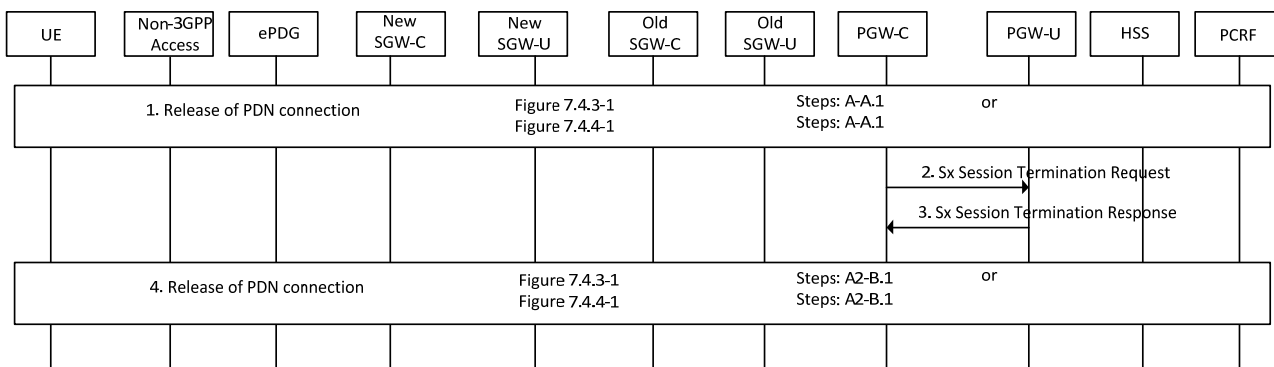 UE
Non-3GPP
Access
ePDG
New
SGW-C
New
SGW-U
Old
SGW-C
Old
SGW-U
PGW-C
PGW-U
HSS
PCRF
1. Release of PDN connection
Figure 7.4.3-1
Steps: A-A.1
or
Figure 7.4.4-1
Steps: A-A.1
2. Sx Session Termination Request
3. Sx Session Termination Response
4. Release of PDN connection
Figure 7.4.3-1
Steps: A2-B.1
or
Figure 7.4.4-1
Steps: A2-B.1